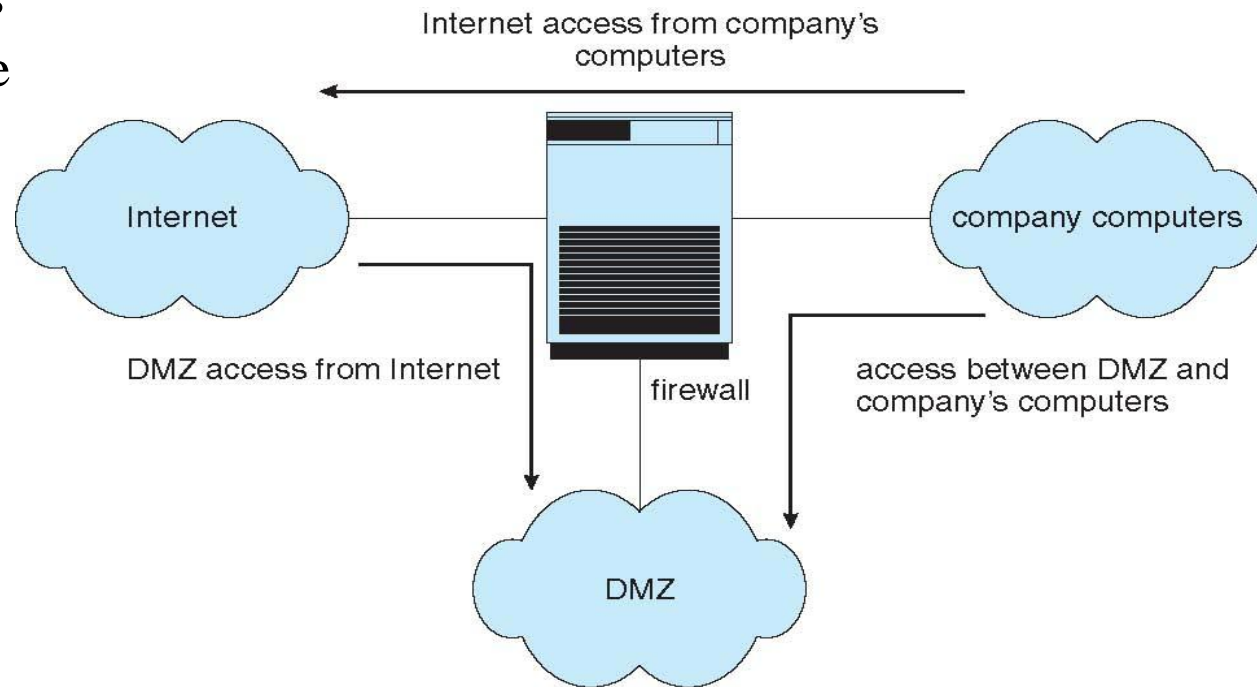 e
Internet access from company's
computers
Internet
company computers
DMZ access from Internet
firewall
access between DMZ and
company's computers
DMZ